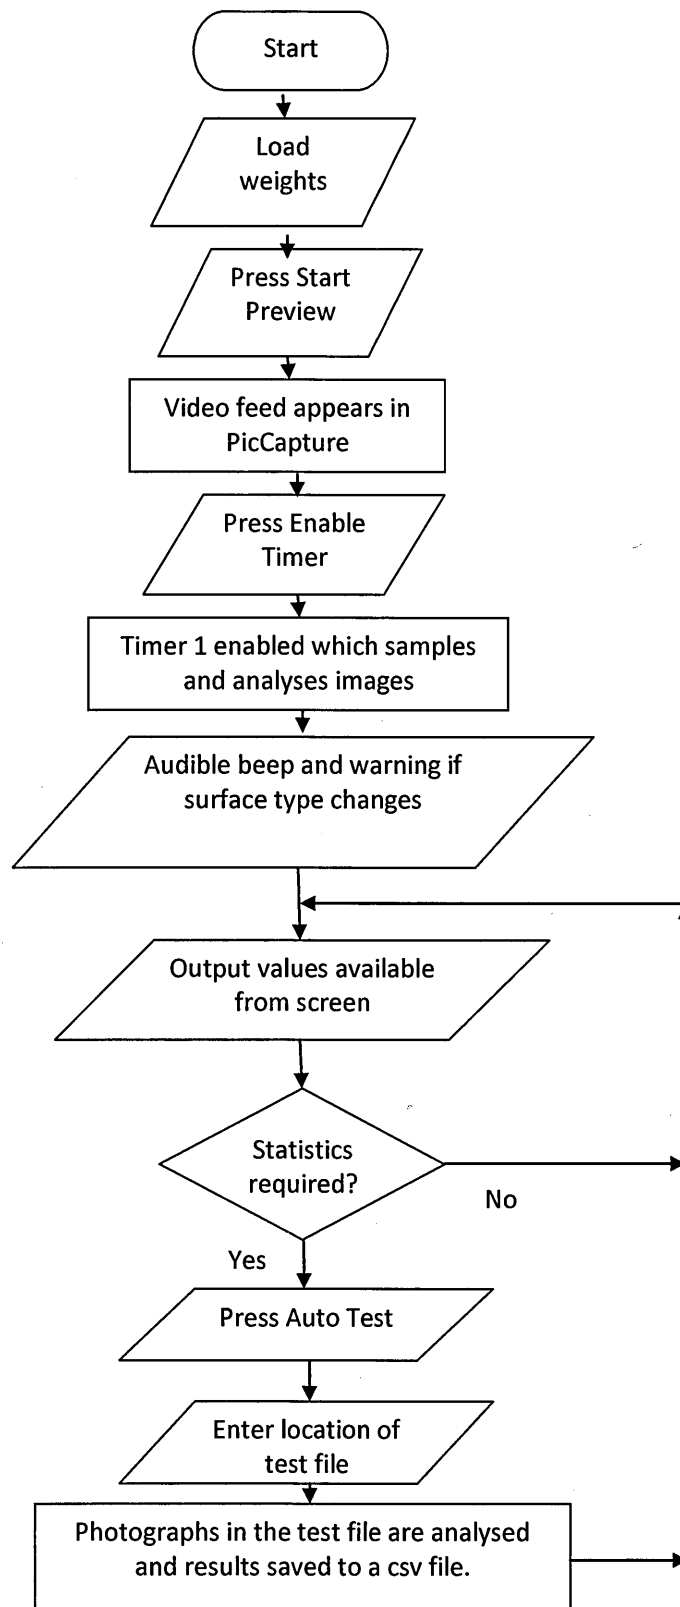 Start
Load
weights
Press Start
Preview
Video feed appears in
PicCapture
Press Enable
Timer
Timer 1 enabled which samples
and analyses images
Audible beep and warning if
surface type changes
Output values available
from screen
Statistics
required?
No
Yes
Press Auto Test
Enter location of
test file
Photographs in the test file are analysed
and results saved to a csv file.